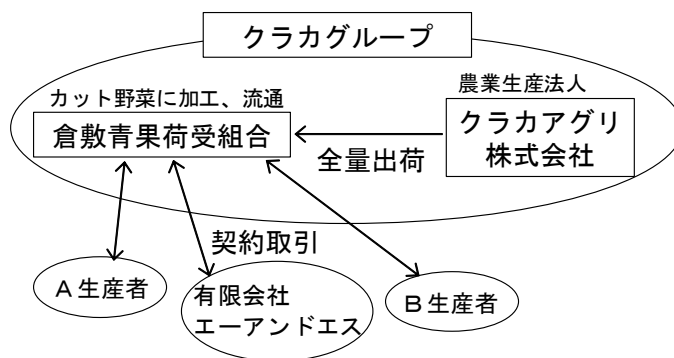 クラカグループ
カット野菜に加工、流通
倉敷青果荷受組合
農業生産法人
クラカアグリ
株式会社
全量出荷
契約取引
A生産者
有限会社
エーアンドエス
B生産者